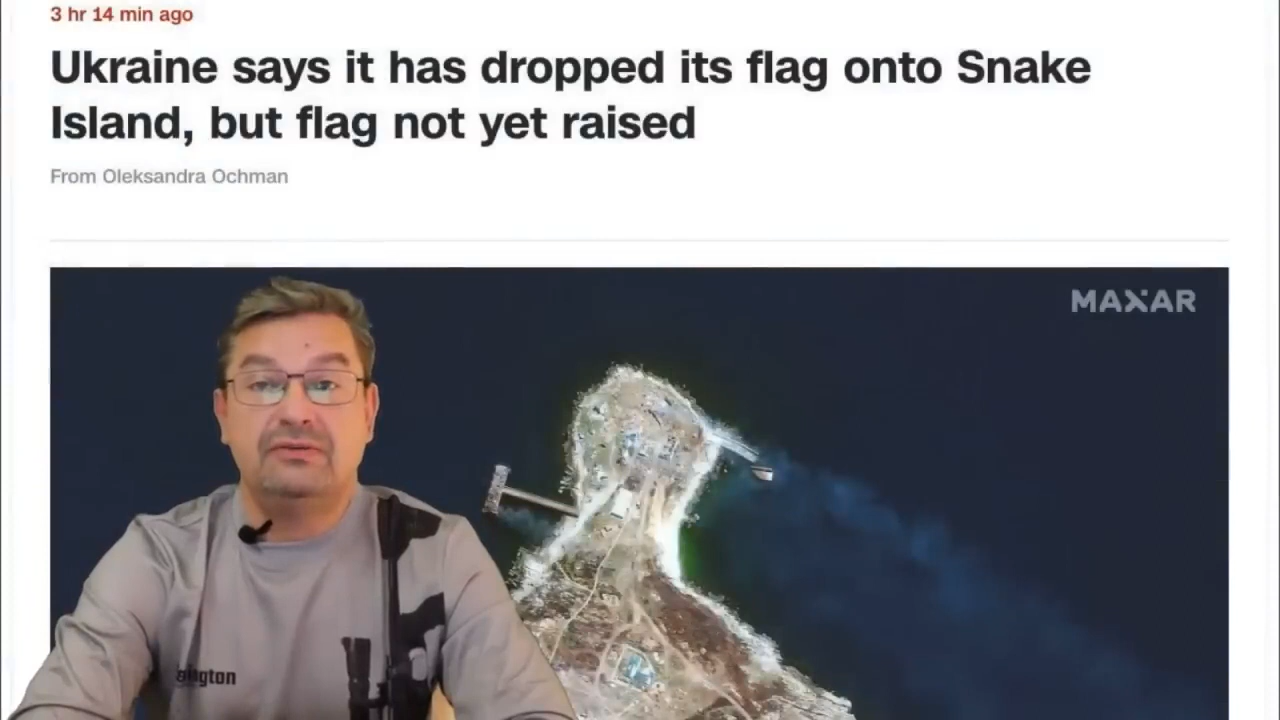 3 hr 14 min ago
Ukraine says it has dropped its flag onto Snake
Island, but flag not yet raised
From Oleksandra Ochman
MAXAR